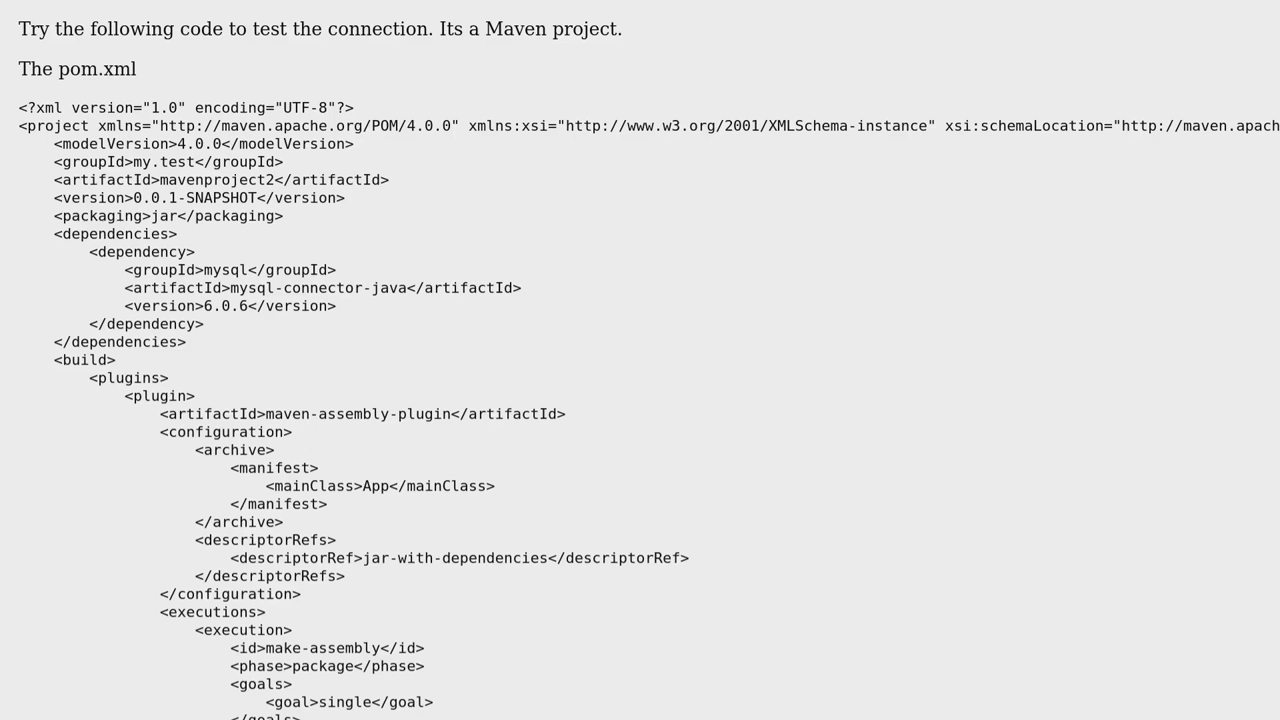 Try the following code to test the connection. Its a Maven project.
The pom.xml
<?xml version="1.0" encoding="UTF-8"?>
<project xmlns="http://maven.apache.org/POM/4.0.0" xmlns:xsi="http://www.w3.org/2001/XMLSchema-instance" xsi:schemaLocation="http://maven.apach
    <modelVersion>4.0.0</modelVersion>
    <groupId>my.test</groupId>
    <artifactId>mavenproject2</artifactId>
    <version>0.0.1-SNAPSHOT</version>
    <packaging>jar</packaging>
    <dependencies>
        <dependency>
            <groupId>mysql</groupId>
            <artifactId>mysql-connector-java</artifactId>
            <version>6.0.6</version>
        </dependency>
    </dependencies>
    <build>
        <plugins>
            <plugin>
                <artifactId>maven-assembly-plugin</artifactId>
                <configuration>
                    <archive>
                        <manifest>
                            <mainClass>App</mainClass>
                        </manifest>
                    </archive>
                    <descriptorRefs>
                        <descriptorRef>jar-with-dependencies</descriptorRef>
                    </descriptorRefs>
                </configuration>
                <executions>
                    <execution>
                        <id>make-assembly</id>
                        <phase>package</phase>
                        <goals>
                            <goal>single</goal>
                        </goals>